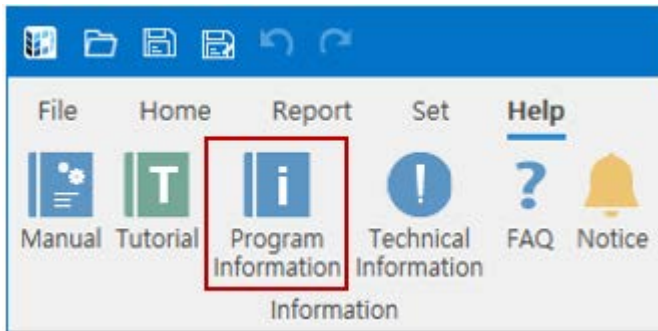 File Home Report Set Help
T i ! ?
Manual Tutorial Program Information Technical Information FAQ Notice
Information